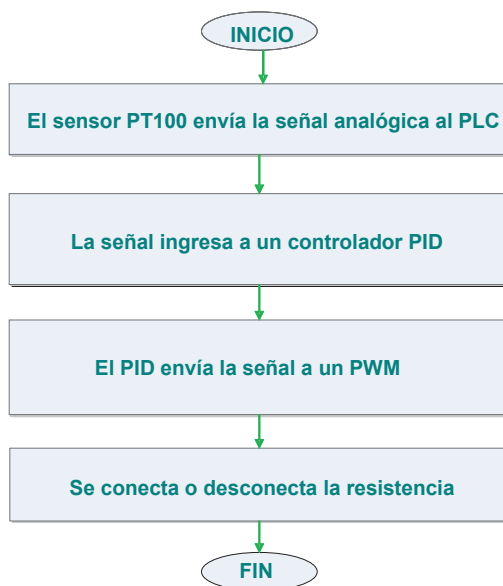 INICIO
El sensor PT100 envía la señal analógica al PLC
La señal ingresa a un controlador PID
El PID envía la señal a un PWM
Se conecta o desconecta la resistencia
FIN